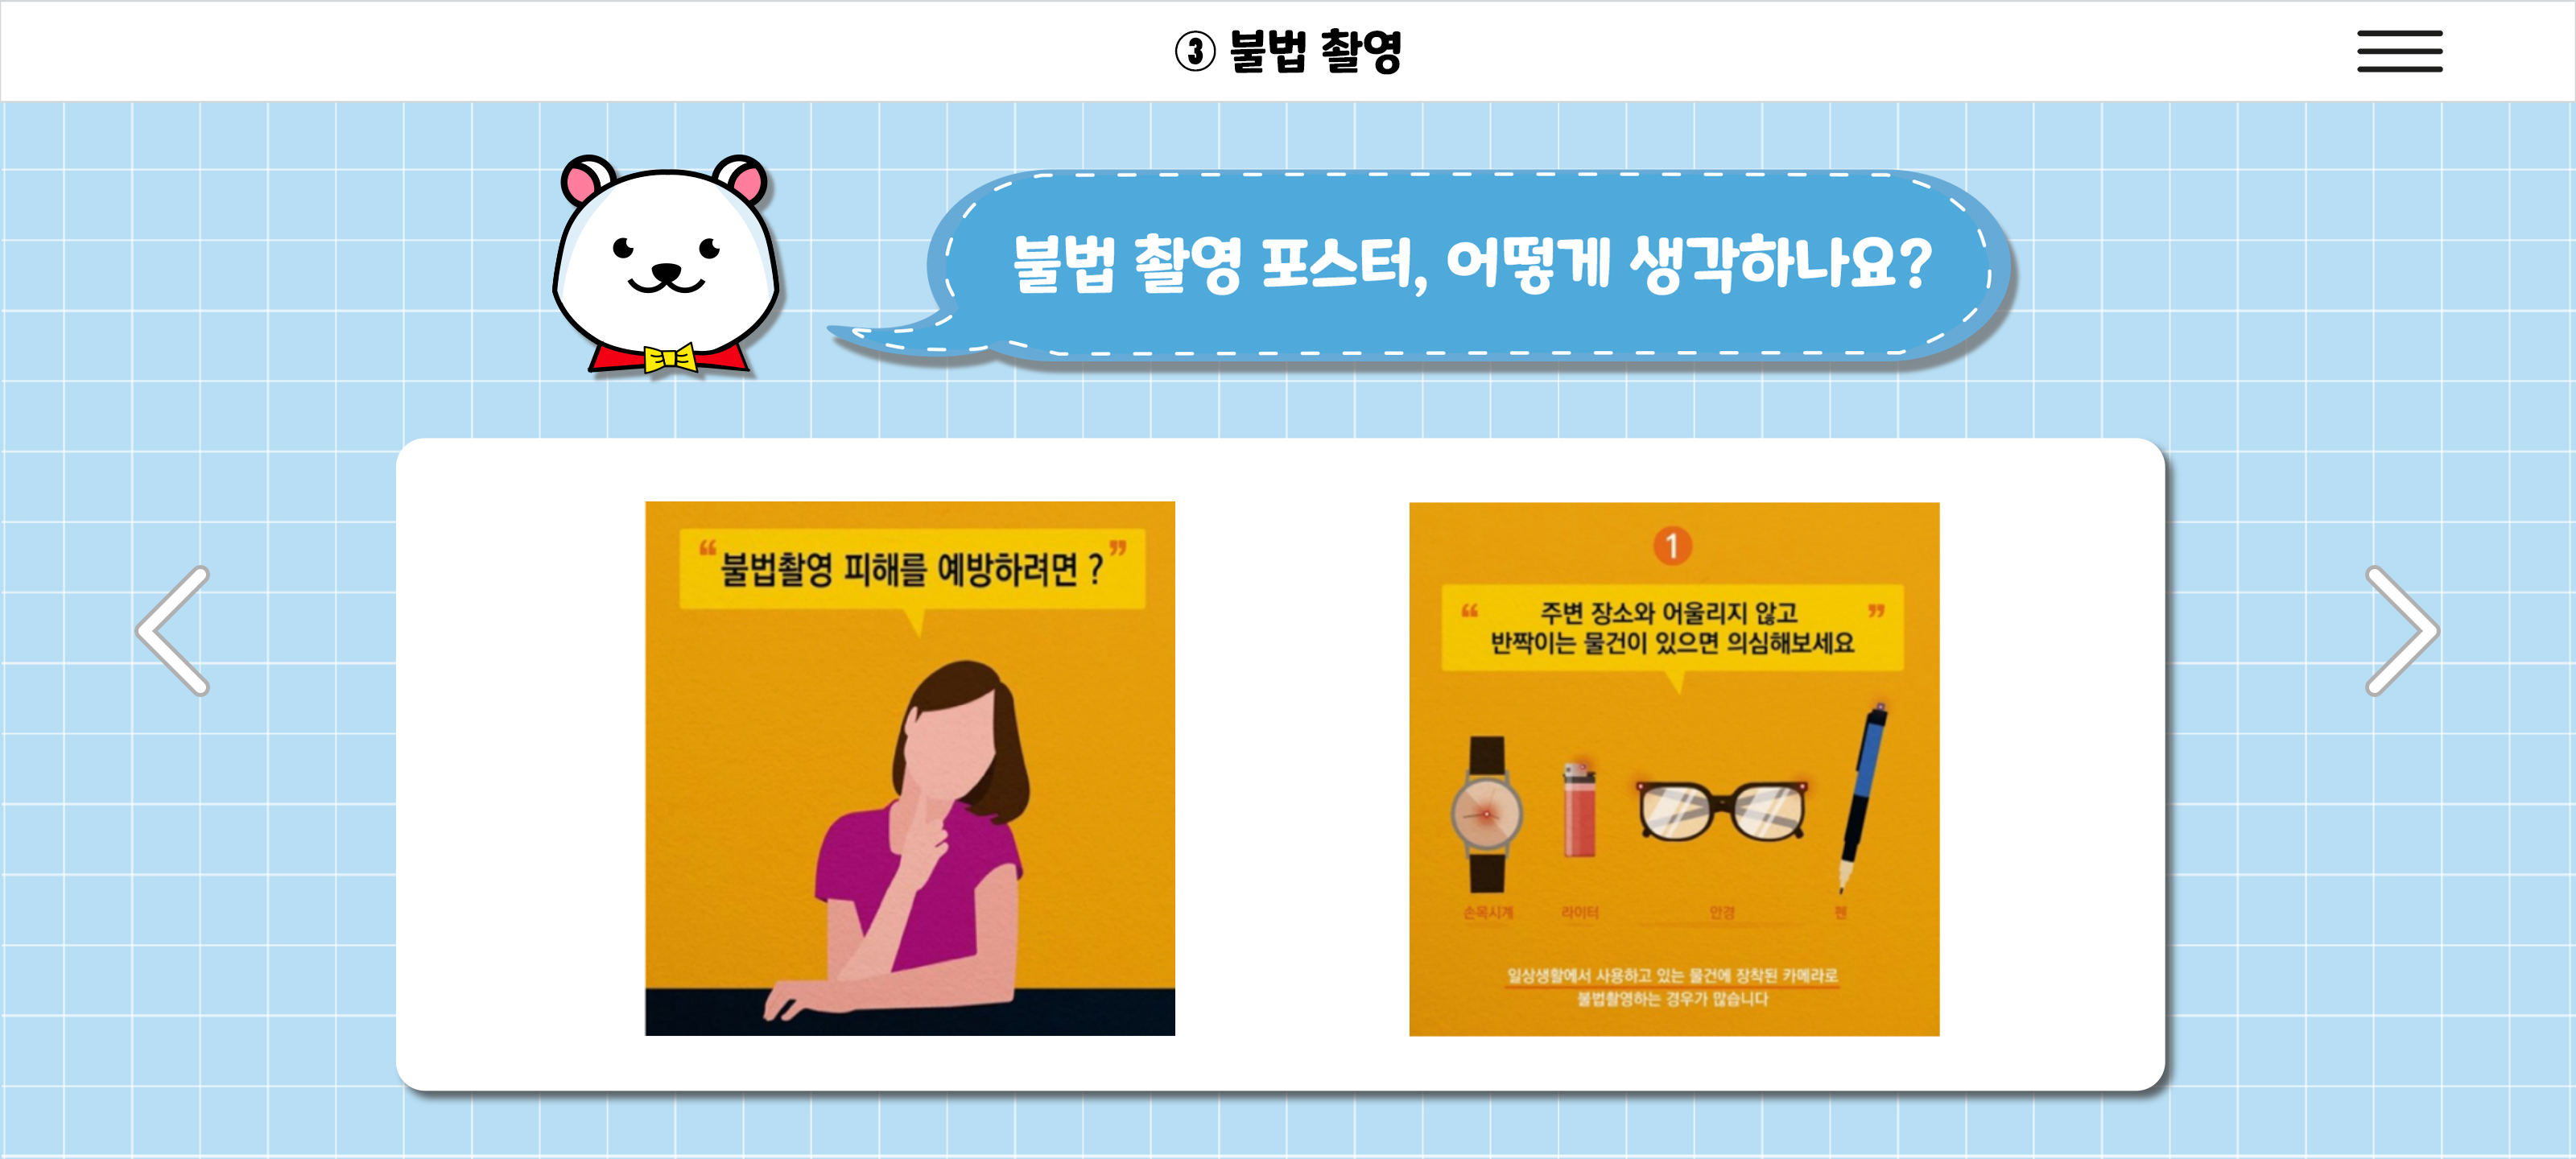 ③ 불법 촬영
불법 촬영 포스터, 어떻게 생각하나요?
“불법촬영 피해를 예방하려면 ?”
1
“ 주변 장소와 어울리지 않고 ”
반짝이는 물건이 있으면 의심해보세요
손목시계 라이터 안경 펜
일상생활에서 사용하고 있는 물건에 장착된 카메라로
불법촬영하는 경우가 많습니다